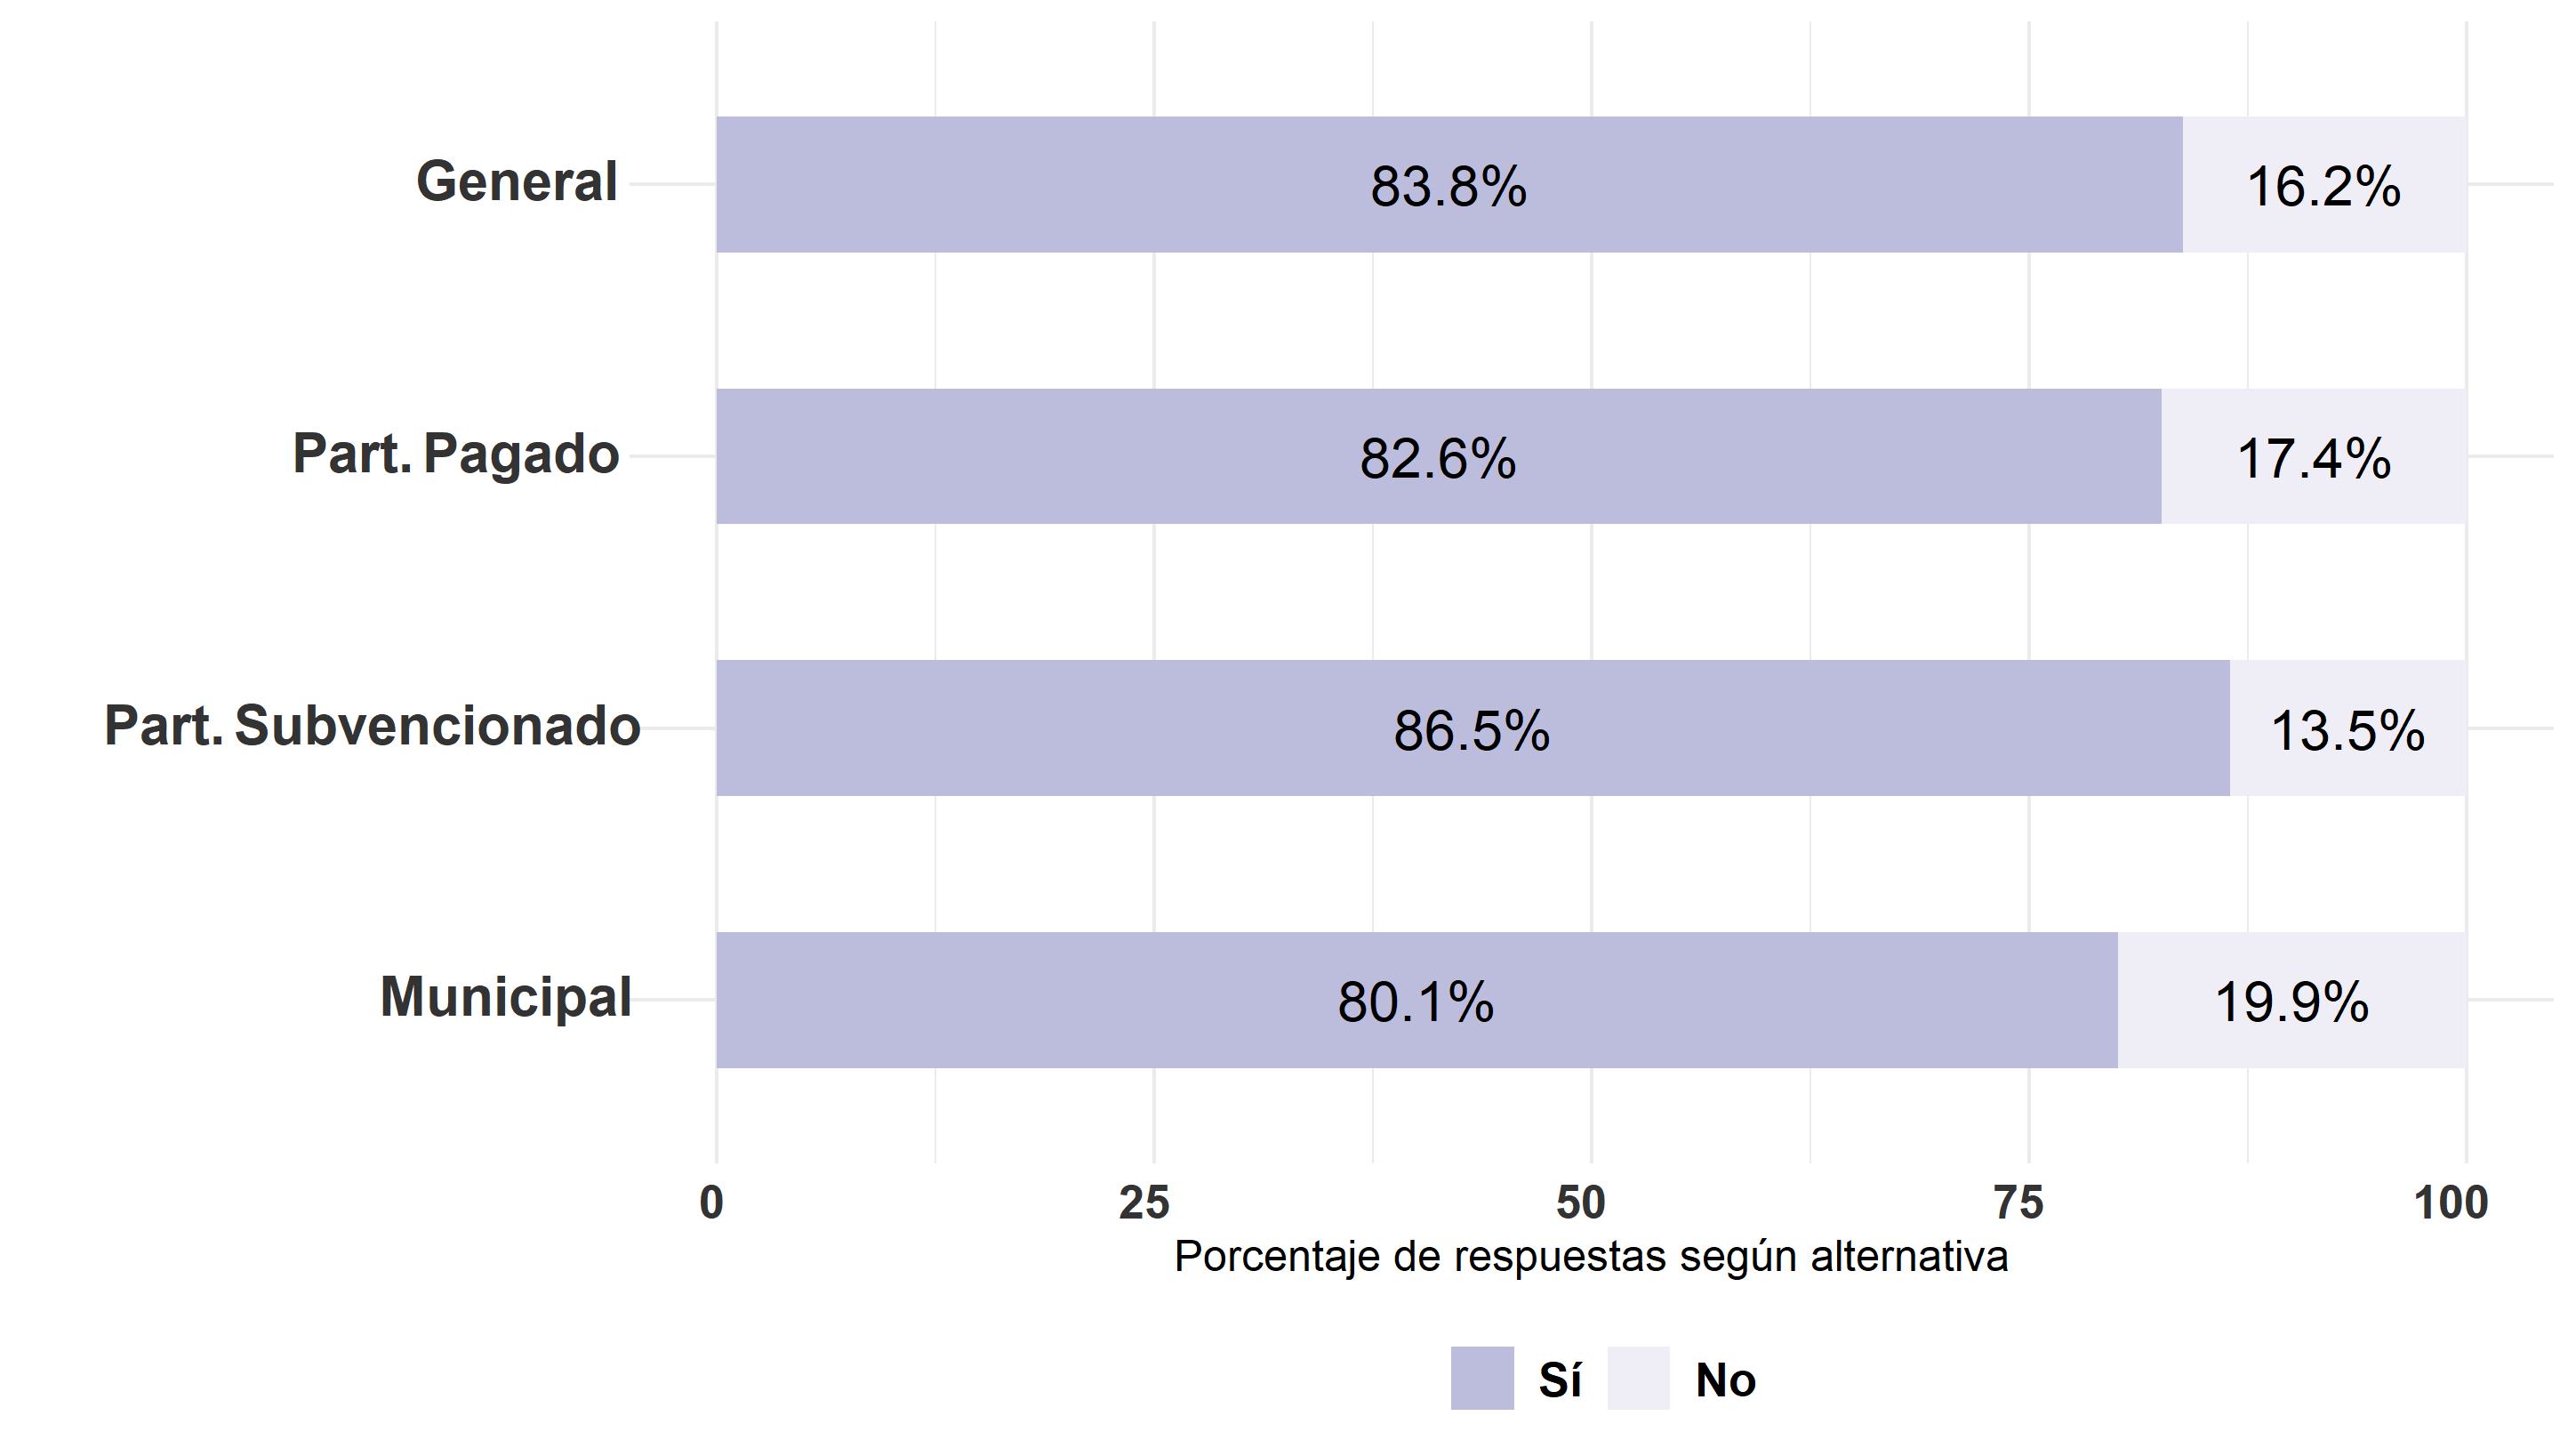 General 83.8% 16.2%
Part. Pagado 82.6% 17.4%
Part. Subvencionado 86.5% 13.5%
Municipal 80.1% 19.9%
0 25 50 75 100
Porcentaje de respuestas según alternativa
Sí No